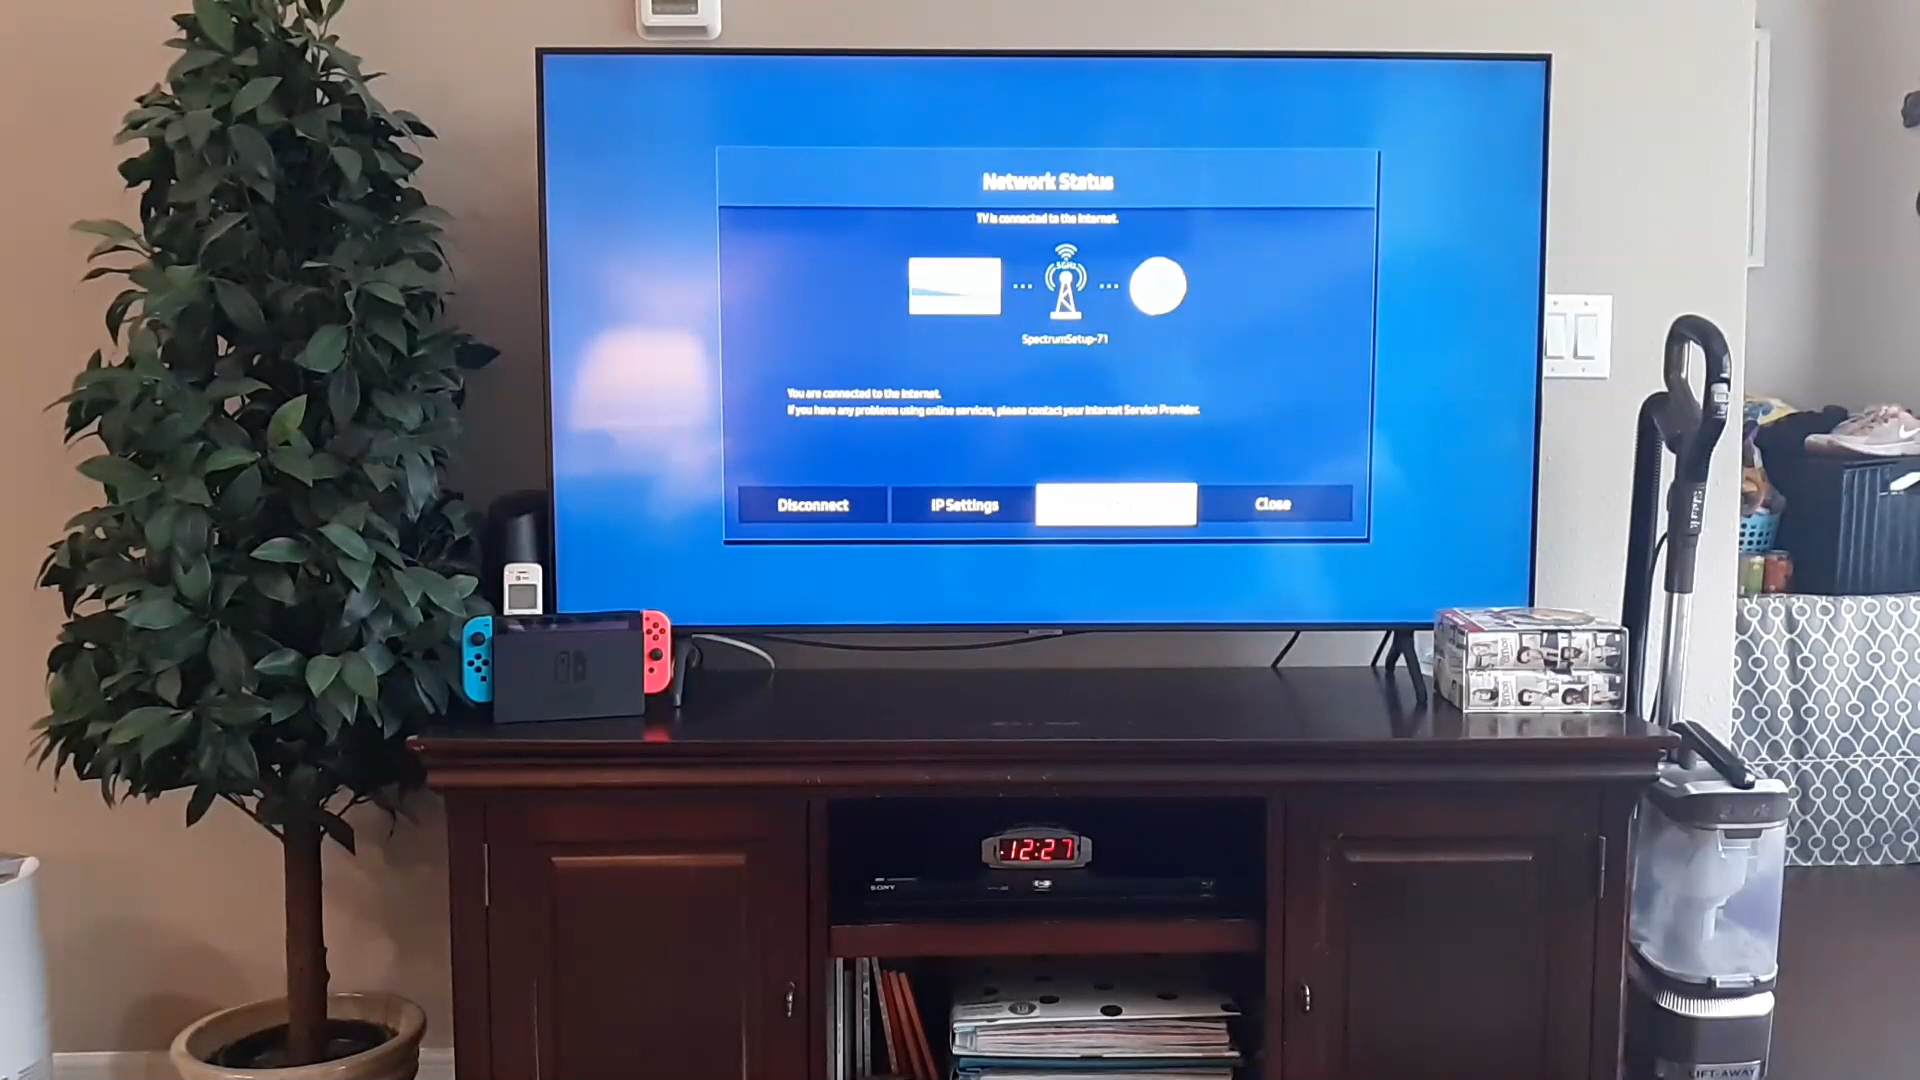 Network Status
TV is connected to the Internet.
5GHz
SpectrumSetup-71
You are connected to the Internet.
If you have any problems using online services, please contact your Internet Service Provider.
Disconnect
IP Settings
Close
12:27
SONY
Shark
LIFT-AWAY